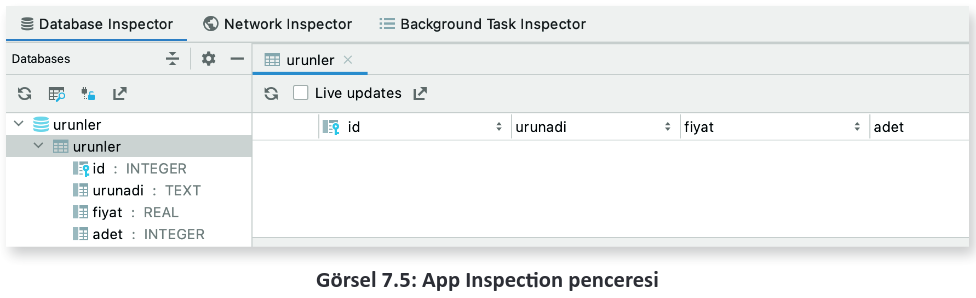 Database Inspector Network Inspector Background Task Inspector
Databases
urunler
Live updates
urunler
urunler
id : INTEGER
urunadi : TEXT
fiyat : REAL
adet : INTEGER
id urunadi fiyat adet
Görsel 7.5: App Inspection penceresi